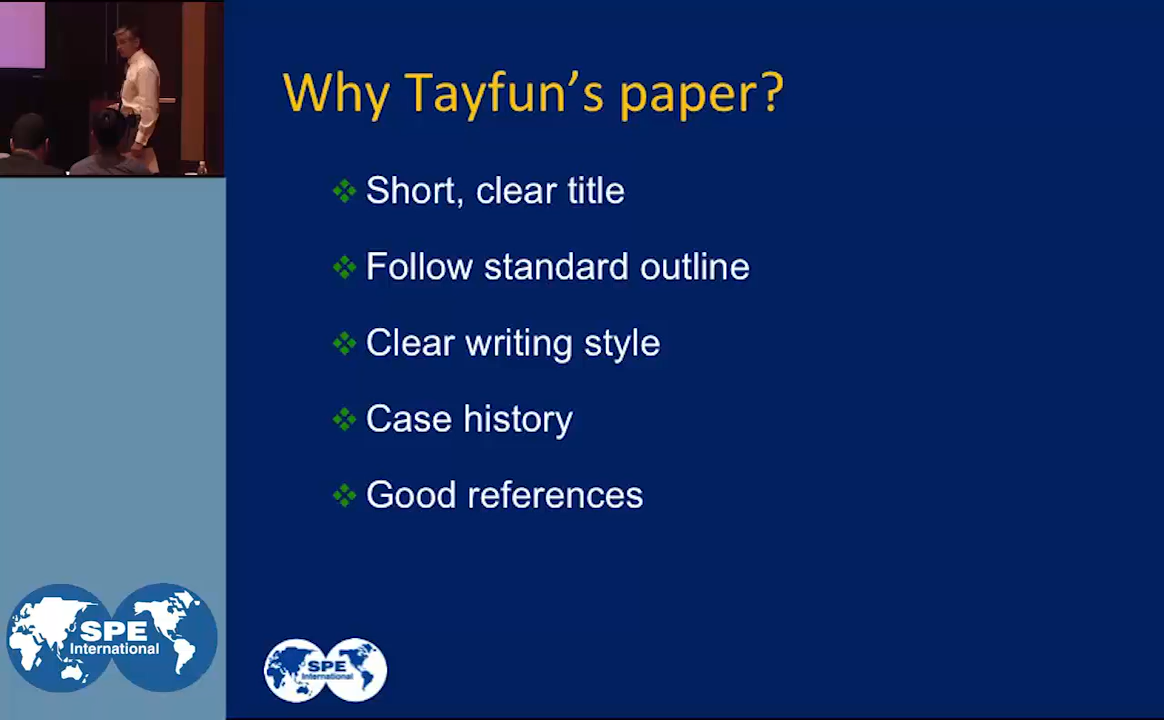 Why Tayfun's paper?
Short, clear title
Follow standard outline
Clear writing style
Case history
Good references
SPE
International
SPE
International